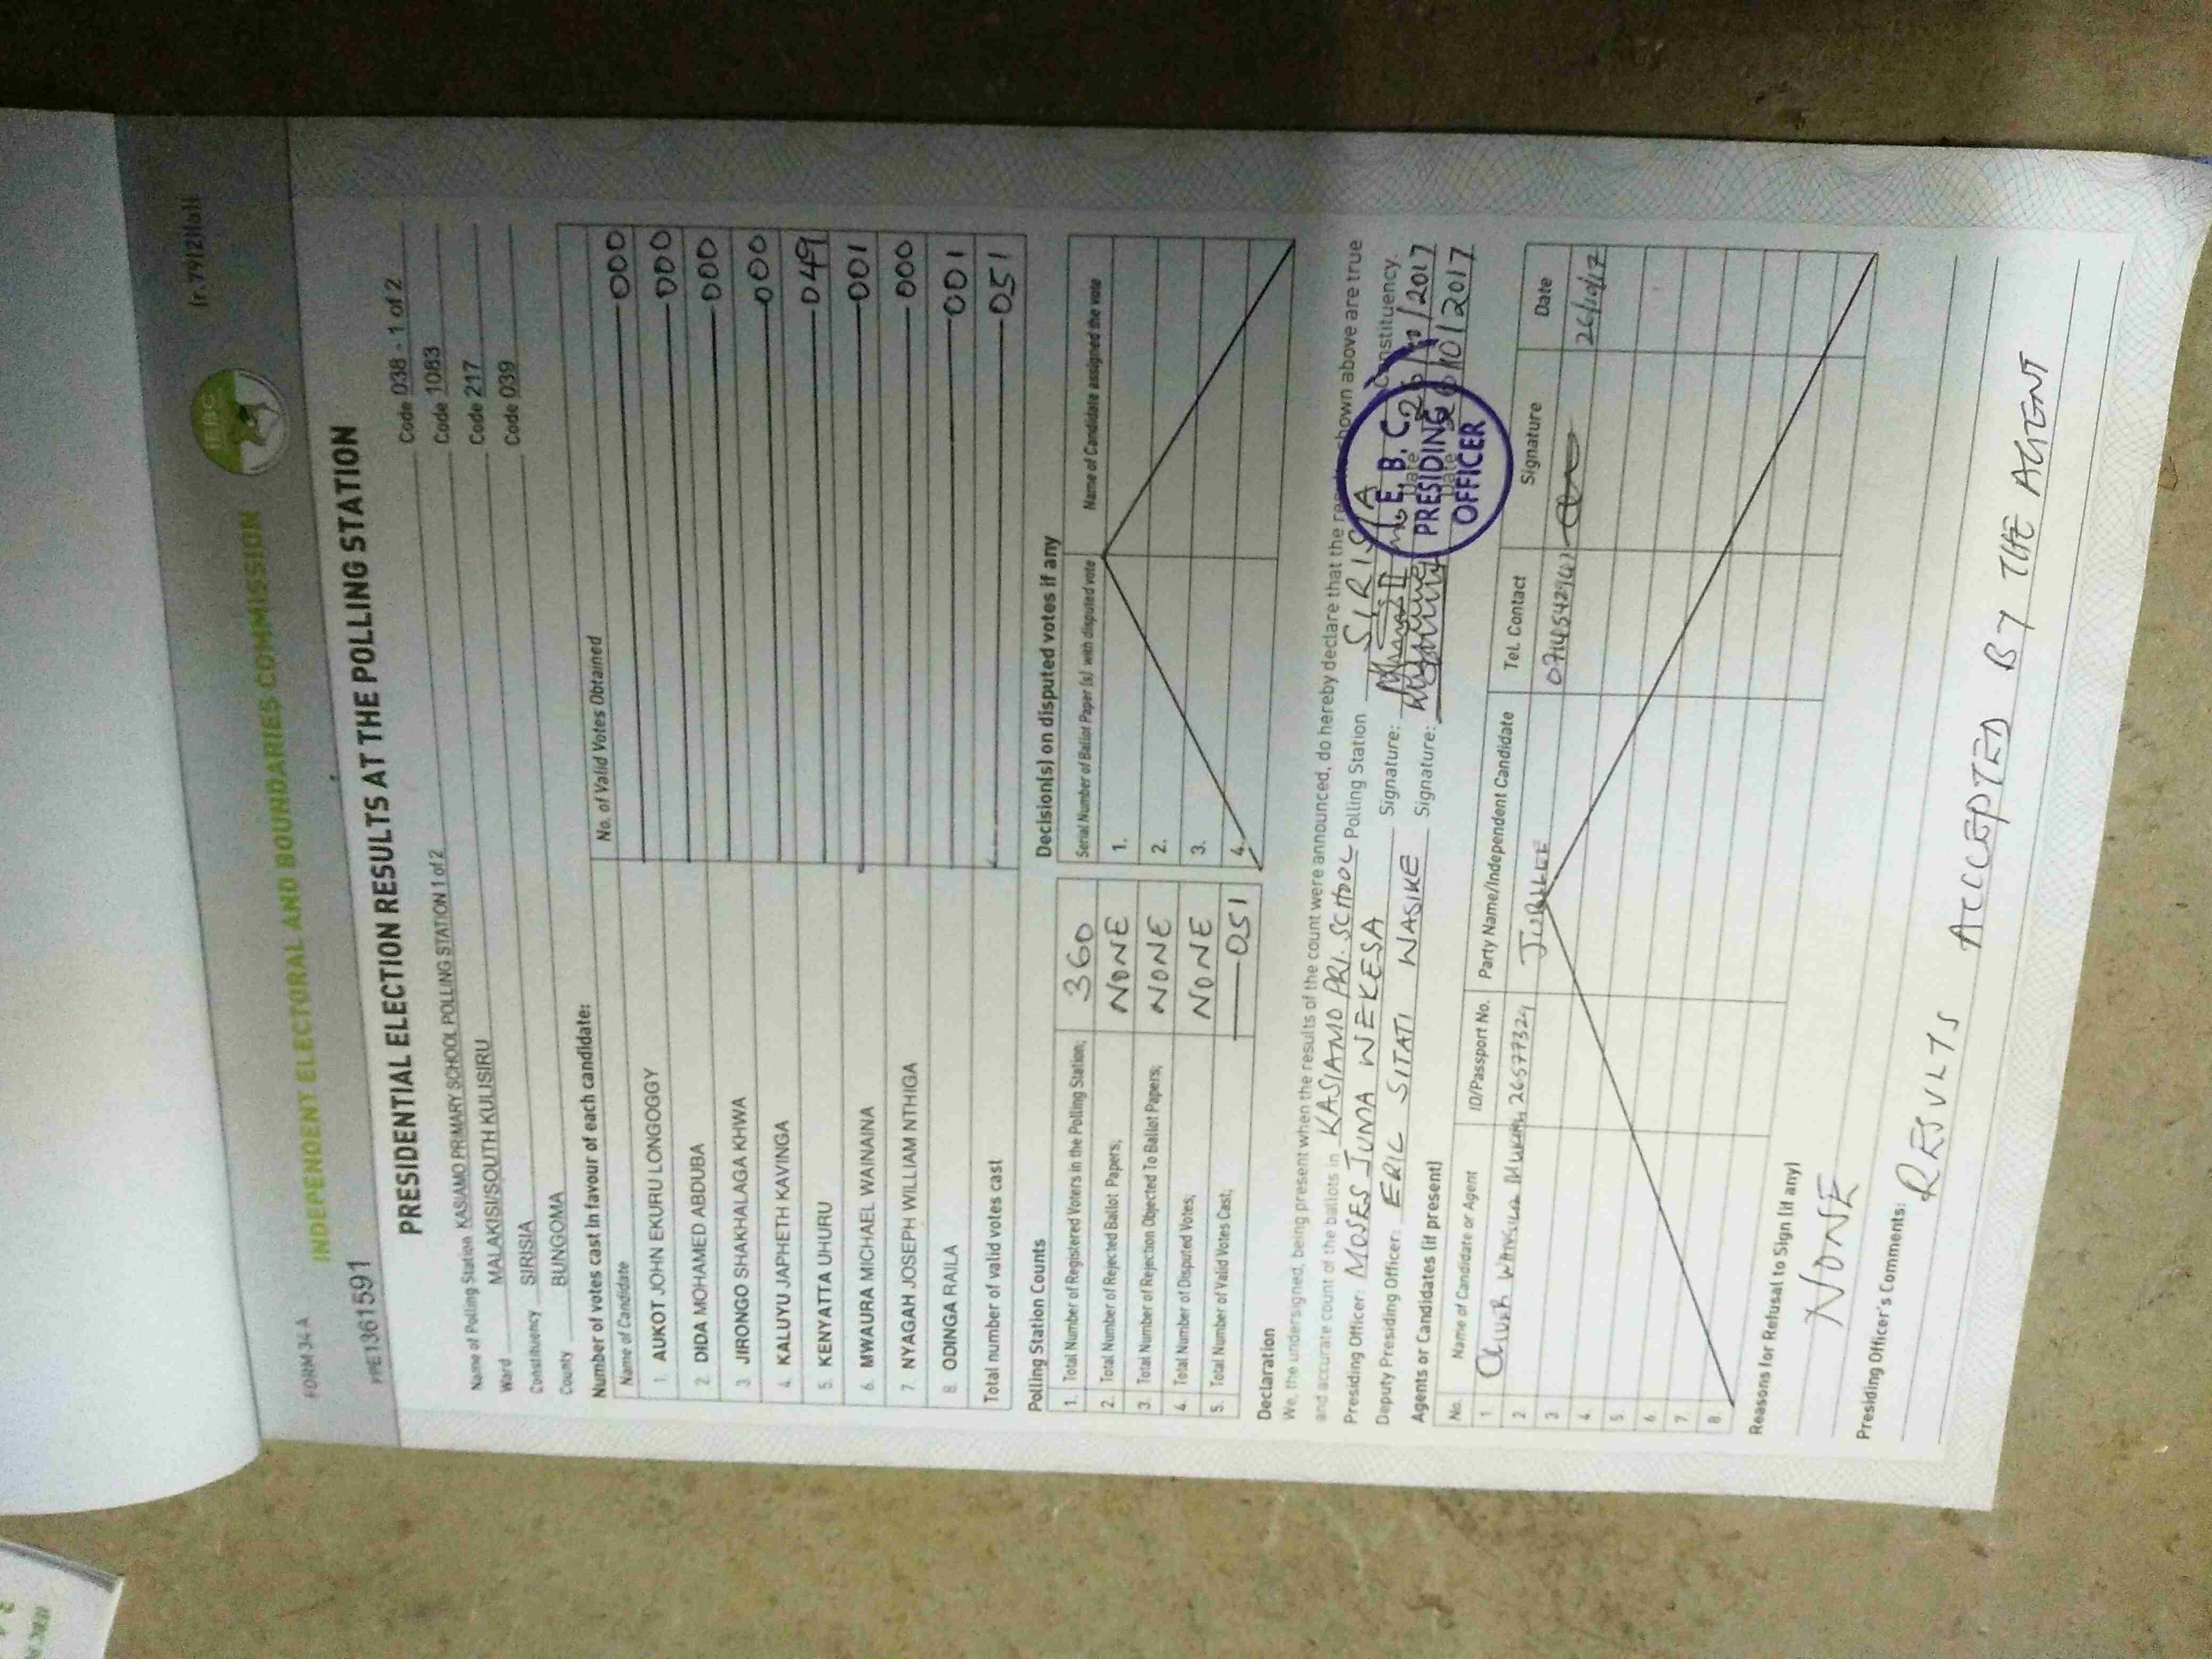 (r.79(2)(a))
IEBC
INDEPENDENT ELECTORAL AND BOUNDARIES COMMISSION
FORM 34 A
PRE1361591
PRESIDENTIAL ELECTION RESULTS AT THE POLLING STATION
Name of Polling Station KASIAMO PRIMARY SCHOOL POLLING STATION 1 of 2 Code 038 - 1 of 2
Ward MALAKISI/SOUTH KULISIRU Code 1083
Constituency SIRISIA Code 217
County BUNGOMA Code 039
Number of votes cast in favour of each candidate:
Name of Candidate No. of Valid Votes Obtained
1. AUKOT JOHN EKURU LONGOGGY 000
2. DIDA MOHAMED ABDUBA 000
3. JIRONGO SHAKHALAGA KHWA 000
4. KALUYU JAPHETH KAVINGA 000
5. KENYATTA UHURU 049
6. MWAURA MICHAEL WAINAINA 001
7. NYAGAH JOSEPH WILLIAM NTHIGA 000
8. ODINGA RAILA 001
Total number of valid votes cast 051
Polling Station Counts
1. Total Number of Registered Voters in the Polling Station; 360
2. Total Number of Rejected Ballot Papers; NONE
3. Total Number of Rejection Objected To Ballot Papers; NONE
4. Total Number of Disputed Votes; NONE
5. Total Number of Valid Votes Cast; 051
Decision(s) on disputed votes if any
Serial Number of Ballot Paper (s) with disputed vote Name of Candidate assigned the vote
1.
2.
3.
4.
Declaration
We, the undersigned, being present when the results of the count were announced, do hereby declare that the shown above are true
and accurate count of the ballots in KASIAMO PRI. SCHOOL Polling Station SIRISIA Constituency.
Presiding Officer: MOSES JUMA WEKESA Signature: Date 26/10/2017
Deputy Presiding Officer: ERIC SITATI WASIKE Signature: Date 26/10/2017
I.E.B.C.
PRESIDING
OFFICER
Agents or Candidates (if present)
No. Name of Candidate or Agent ID/Passport No. Party Name/Independent Candidate Tel. Contact Signature Date
1 26577324 JUBILEE 26/10/17
2
3
4
5
6
7.
8.
Reasons for Refusal to Sign (if any)
NONE
Presiding Officer's Comments:
RESULTS ACCCEPTED BY THE AGENT